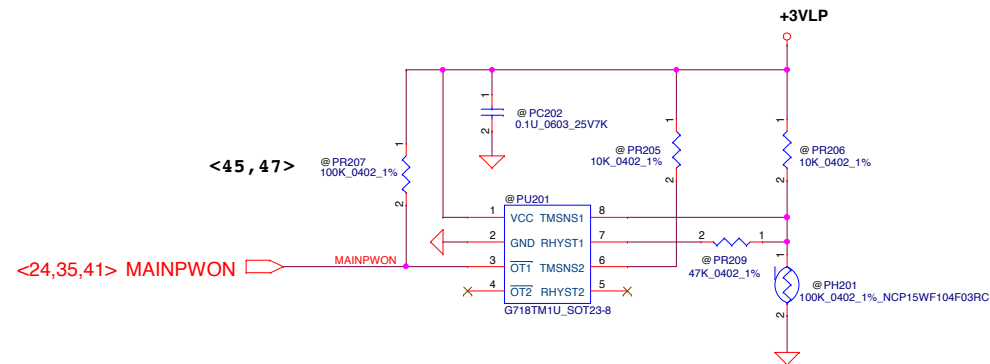 +3VLP
1
@ PC202
0.1U_0603_25V7K
2
1
@ PR207
100K_0402_1%
2
1
@ PR205
10K_0402_1%
2
1
@ PR206
10K_0402_1%
2
<45,47>
@ PU201
1 VCC TMSNS1 8
2 GND RHYST1 7
3 OT1 TMSNS2 6
4 OT2 RHYST2 5
G718TM1U_SOT23-8
2 1
@ PR209
47K_0402_1%
<24,35,41> MAINPWON
MAINPWON
1
@ PH201
100K_0402_1%_NCP15WF104F03RC
2